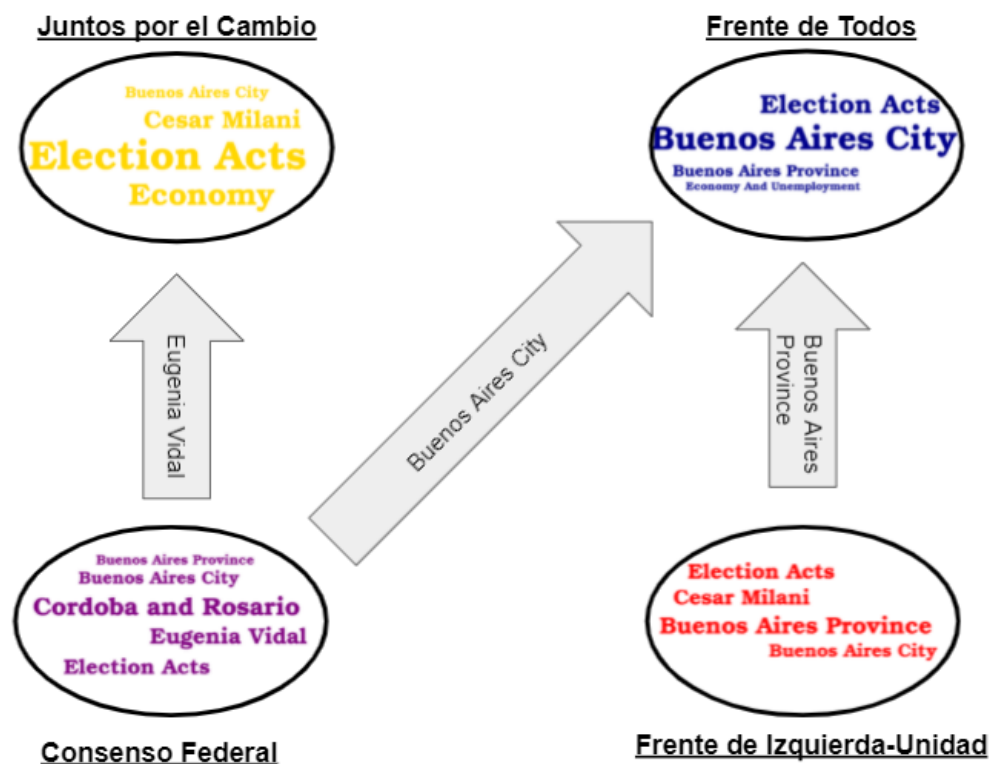 Juntos por el Cambio
Buenos Aires City
Cesar Milani
Election Acts
Economy
Frente de Todos
Election Acts
Buenos Aires City
Buenos Aires Province
Economy And Unemployment
Eugenia Vidal
Buenos Aires City
Buenos Aires
Province
Buenos Aires Province
Buenos Aires City
Cordoba and Rosario
Eugenia Vidal
Election Acts
Consenso Federal
Election Acts
Cesar Milani
Buenos Aires Province
Buenos Aires City
Frente de Izquierda-Unidad